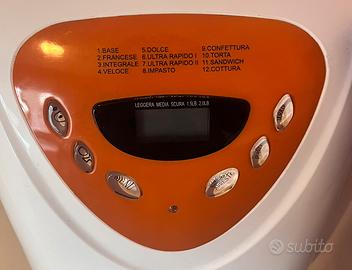 1.BASE 5.DOLCE 9.CONFETTURA
2.FRANCESE 6.ULTRA RAPIDO I 10.TORTA
3.INTEGRALE 7.ULTRA RAPIDO II 11.SANDWICH
4.VELOCE 8.IMPASTO 12.COTTURA
LEGGERA MEDIA SCURA 1.5LB 2.0LB
subito